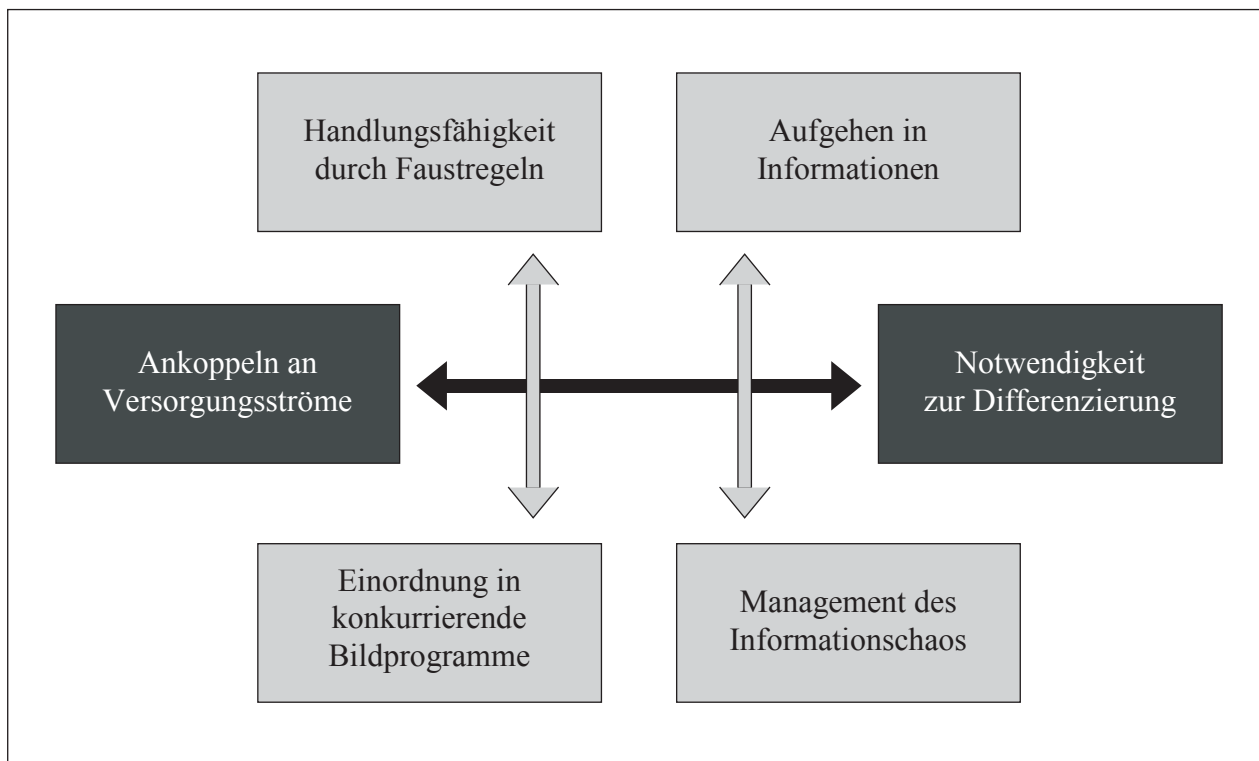 Handlungsfähigkeit
durch Faustregeln
Aufgehen in
Informationen
Ankoppeln an
Versorgungsströme
Notwendigkeit
zur Differenzierung
Einordnung in
konkurrierende
Bildprogramme
Management des
Informationschaos